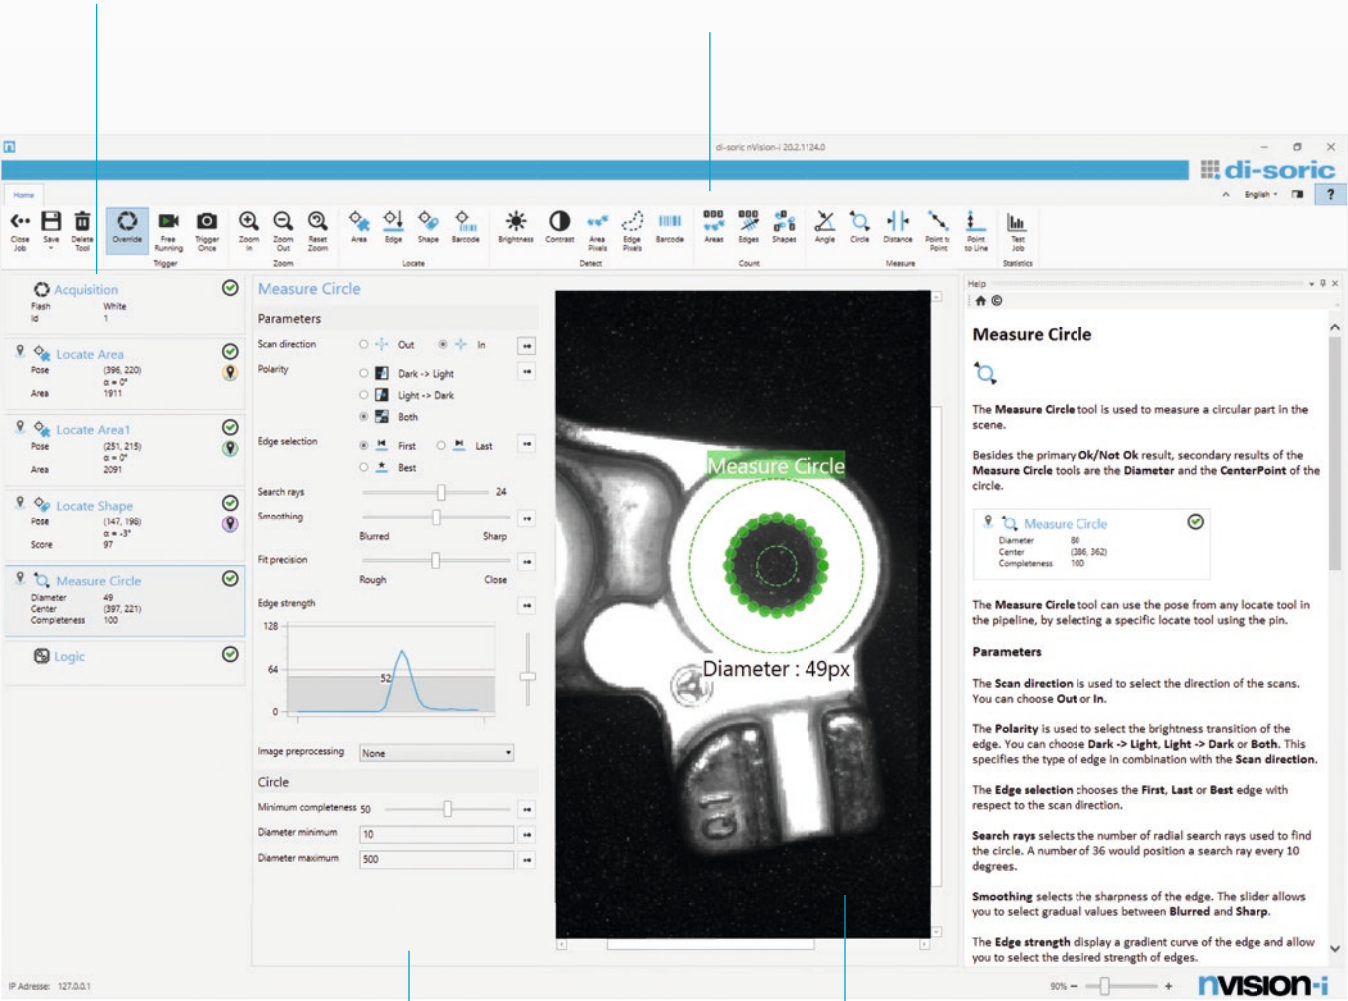 di-soric nVision-i 20.2.1124.0
di-soric
Home
English
?
Close Job
Save
Delete Tool
Override
Free Running
Trigger Once
Zoom In
Zoom Out
Reset Zoom
Area
Edge
Shape
Barcode
Brightness
Contrast
Area Pixels
Edge Pixels
Barcode
Areas
Edges
Shapes
Angle
Circle
Distance
Point to Point
Point to Line
Test Job
Trigger
Zoom
Locate
Detect
Count
Measure
Statistics
Acquisition
Flash White
Id 1
Locate Area
Pose (396, 220)
α = 0°
Area 1911
Locate Area1
Pose (251, 215)
α = 0°
Area 2091
Locate Shape
Pose (147, 198)
α = -3°
Score 97
Measure Circle
Diameter 49
Center (397, 221)
Completeness 100
Logic
Measure Circle
Parameters
Scan direction Out In
Polarity Dark -> Light
Light -> Dark
Both
Edge selection First Last
Best
Search rays 24
Smoothing
Blurred Sharp
Fit precision
Rough Close
Edge strength
128
64
52
0
Image preprocessing None
Circle
Minimum completeness 50
Diameter minimum 10
Diameter maximum 500
Measure Circle
Diameter : 49px
Help
Measure Circle
The Measure Circle tool is used to measure a circular part in the
scene.
Besides the primary Ok/Not Ok result, secondary results of the
Measure Circle tools are the Diameter and the CenterPoint of the
circle.
Measure Circle
Diameter 80
Center (386, 362)
Completeness 100
The Measure Circle tool can use the pose from any locate tool in
the pipeline, by selecting a specific locate tool using the pin.
Parameters
The Scan direction is used to select the direction of the scans.
You can choose Out or In.
The Polarity is used to select the brightness transition of the
edge. You can choose Dark -> Light, Light -> Dark or Both. This
specifies the type of edge in combination with the Scan direction.
The Edge selection chooses the First, Last or Best edge with
respect to the scan direction.
Search rays selects the number of radial search rays used to find
the circle. A number of 36 would position a search ray every 10
degrees.
Smoothing selects the sharpness of the edge. The slider allows
you to select gradual values between Blurred and Sharp.
The Edge strength display a gradient curve of the edge and allow
you to select the desired strength of edges.
IP Adresse: 127.0.0.1
90% − +
nVISION-i